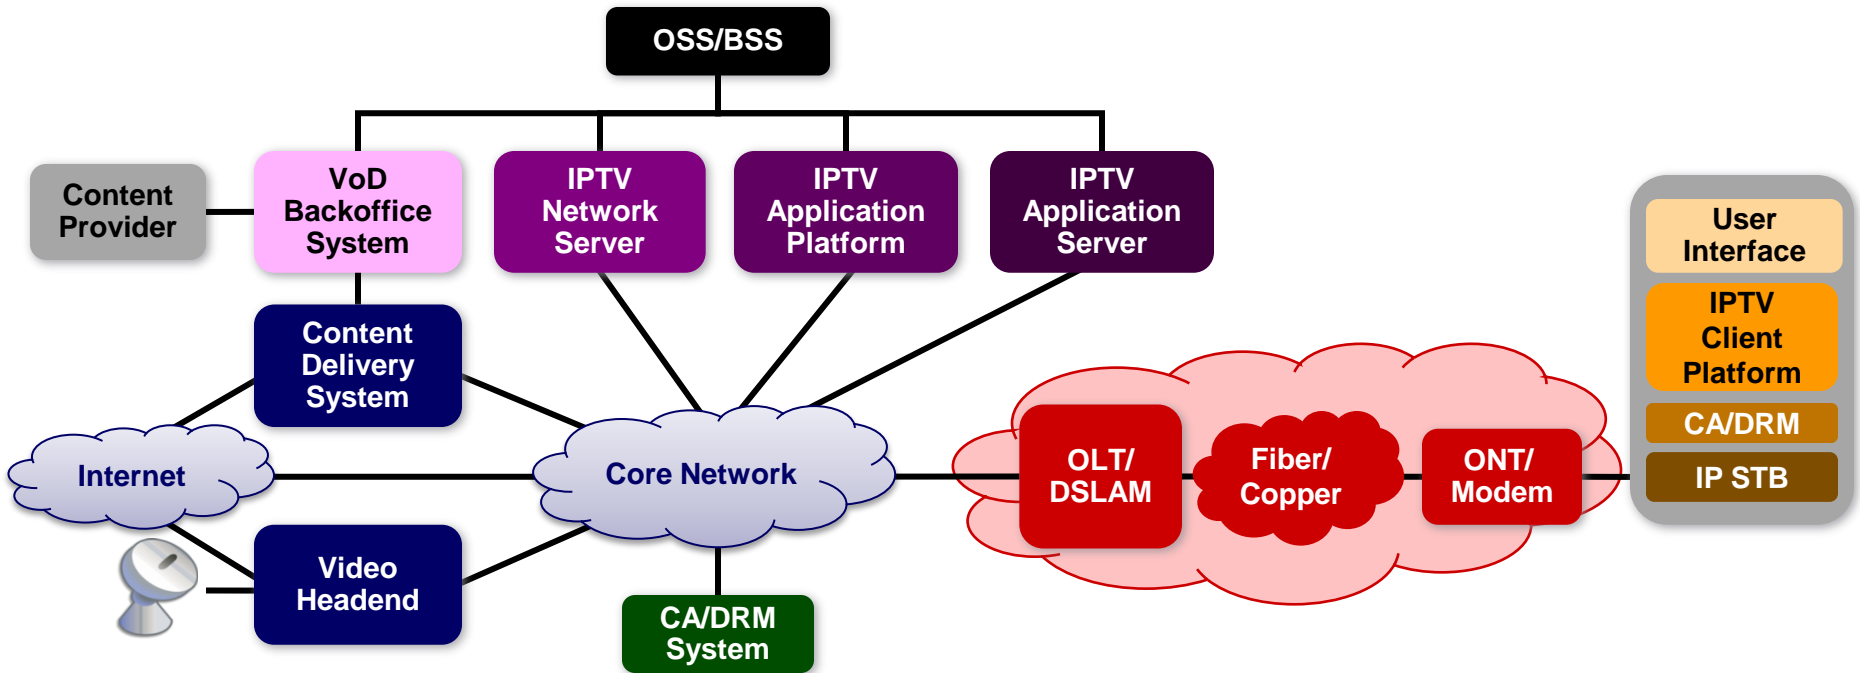 OSS/BSS
Content
Provider
VoD
Backoffice
System
IPTV
Network
Server
IPTV
Application
Platform
IPTV
Application
Server
User
Interface
IPTV
Client
Platform
CA/DRM
IP STB
Content
Delivery
System
Internet
Core Network
OLT/
DSLAM
Fiber/
Copper
ONT/
Modem
Video
Headend
CA/DRM
System